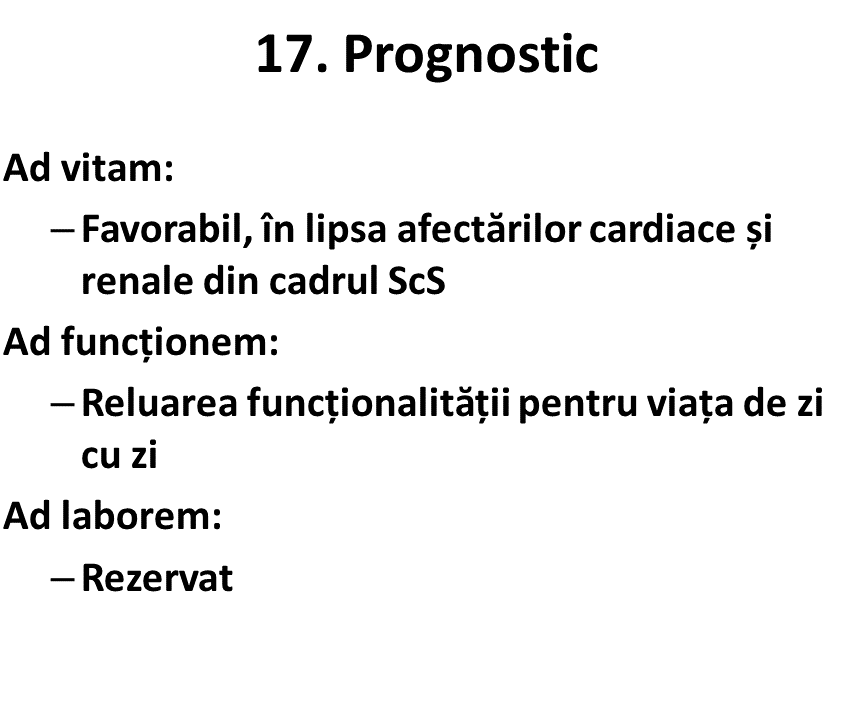 17. Prognostic
Ad vitam:
– Favorabil, în lipsa afectărilor cardiace și
renale din cadrul ScS
Ad funcționem:
– Reluarea funcționalității pentru viața de zi
cu zi
Ad laborem:
– Rezervat